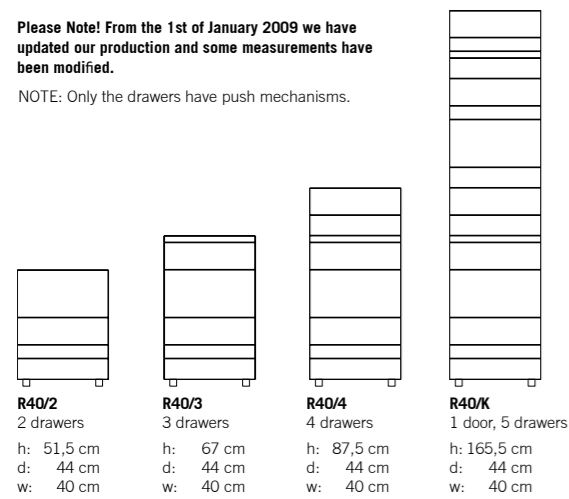 Please Note! From the 1st of January 2009 we have
updated our production and some measurements have
been modified.
NOTE: Only the drawers have push mechanisms.
R40/2
2 drawers
h: 51,5 cm
d: 44 cm
w: 40 cm
R40/3
3 drawers
h: 67 cm
d: 44 cm
w: 40 cm
R40/4
4 drawers
h: 87,5 cm
d: 44 cm
w: 40 cm
R40/K
1 door, 5 drawers
h: 165,5 cm
d: 44 cm
w: 40 cm